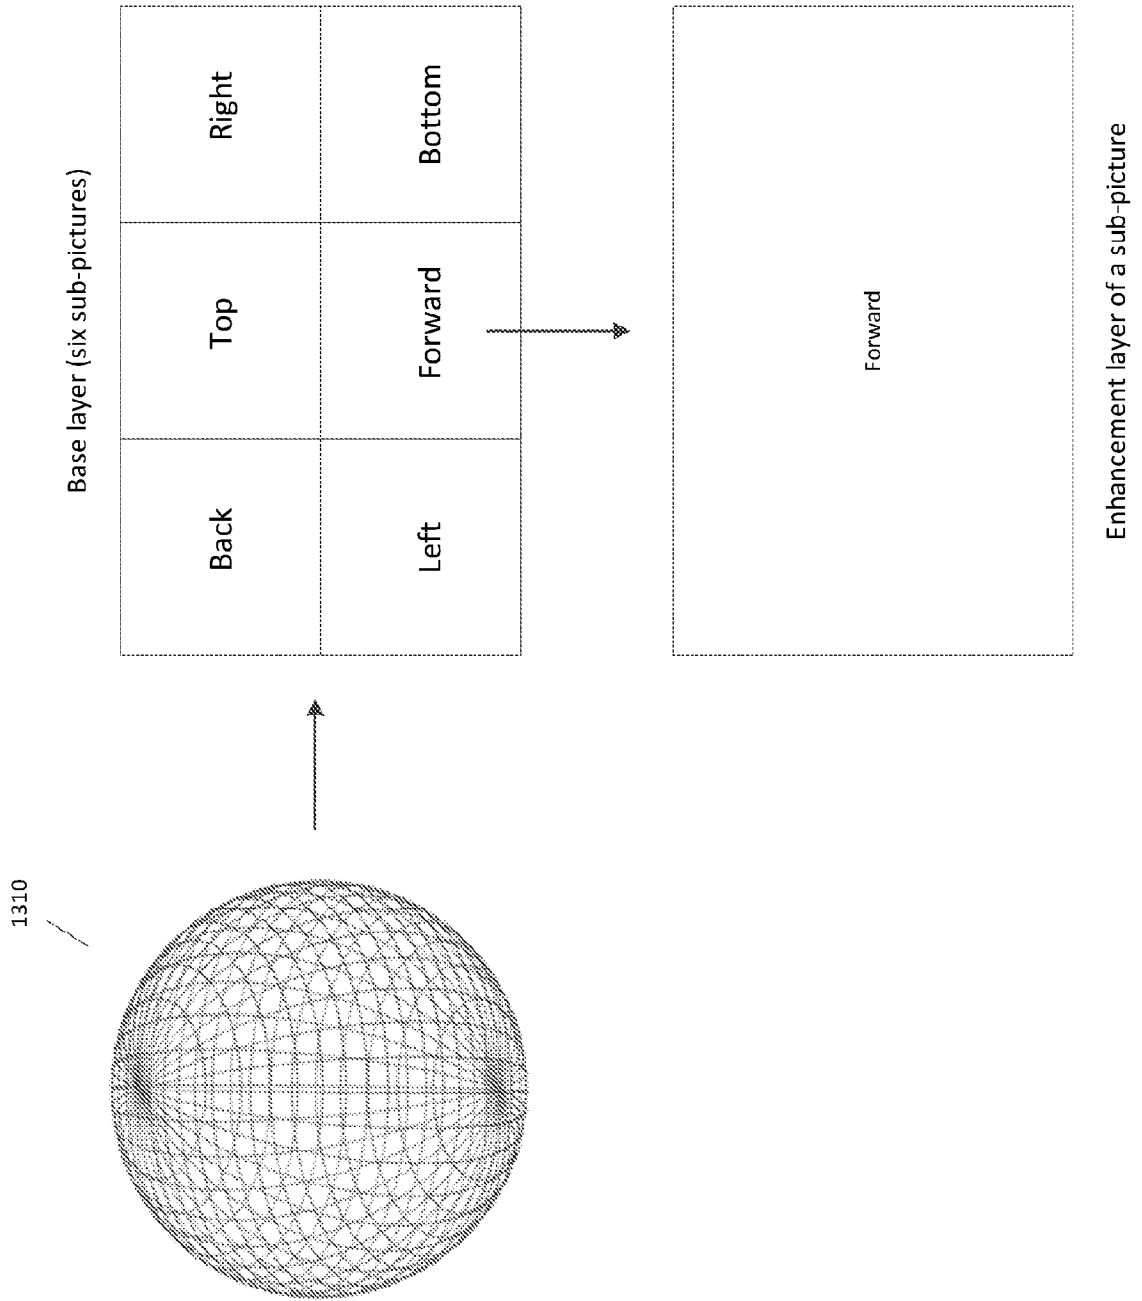 1310
Base layer (six sub-pictures)
Back
Top
Right
Left
Forward
Bottom
Forward
Enhancement layer of a sub-picture